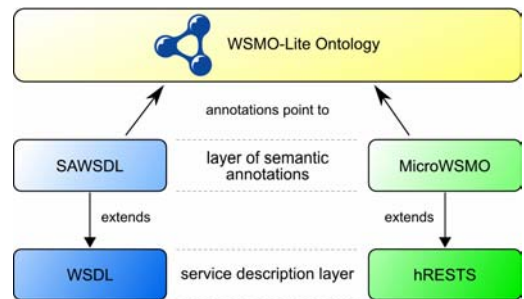 WSMO-Lite Ontology
annotations point to
SAWSDL
layer of semantic
annotations
MicroWSMO
extends
extends
WSDL
service description layer
hRESTS